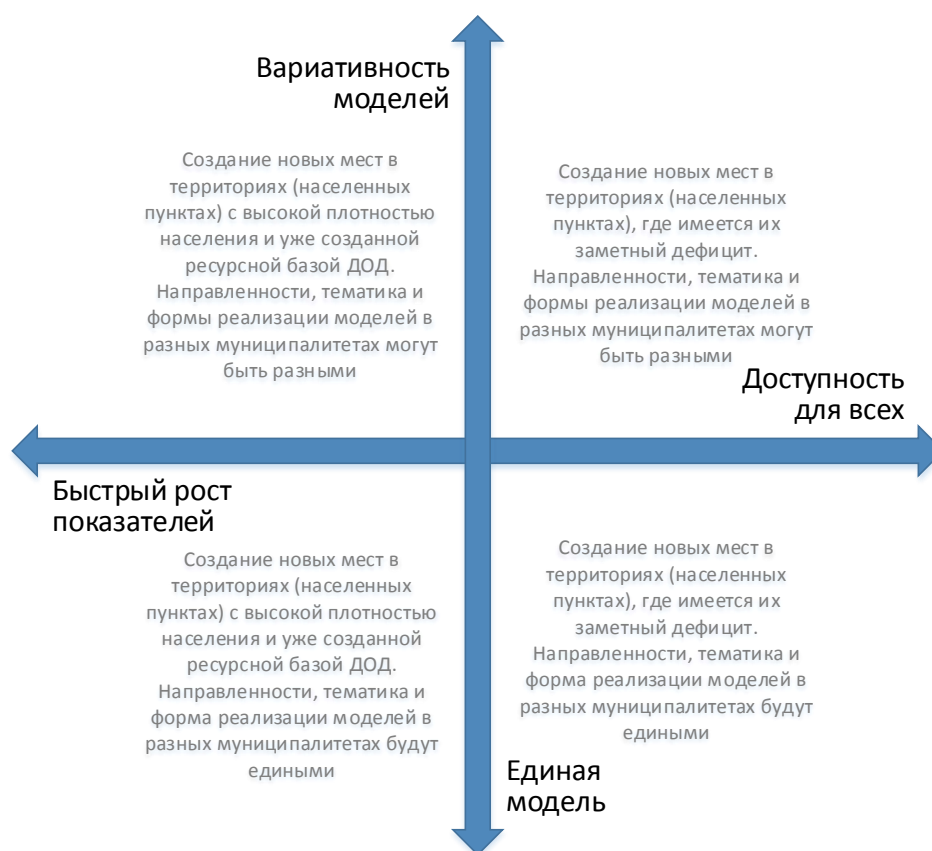 Вариативность
моделей
Создание новых мест в
территориях (населенных
пунктах) с высокой плотностью
населения и уже созданной
ресурсной базой ДОД.
Направленности, тематика и
формы реализации моделей в
разных муниципалитетах могут
быть разными
Создание новых мест в
территориях (населенных
пунктах), где имеется их
заметный дефицит.
Направленности, тематика и
формы реализации моделей в
разных муниципалитетах могут
быть разными
Доступность
для всех
Быстрый рост
показателей
Создание новых мест в
территориях (населенных
пунктах) с высокой плотностью
населения и уже созданной
ресурсной базой ДОД.
Направленности, тематика и
форма реализации моделей в
разных муниципалитетах будут
едиными
Создание новых мест в
территориях (населенных
пунктах), где имеется их
заметный дефицит.
Направленности, тематика и
форма реализации моделей в
разных муниципалитетах будут
едиными
Единая
модель